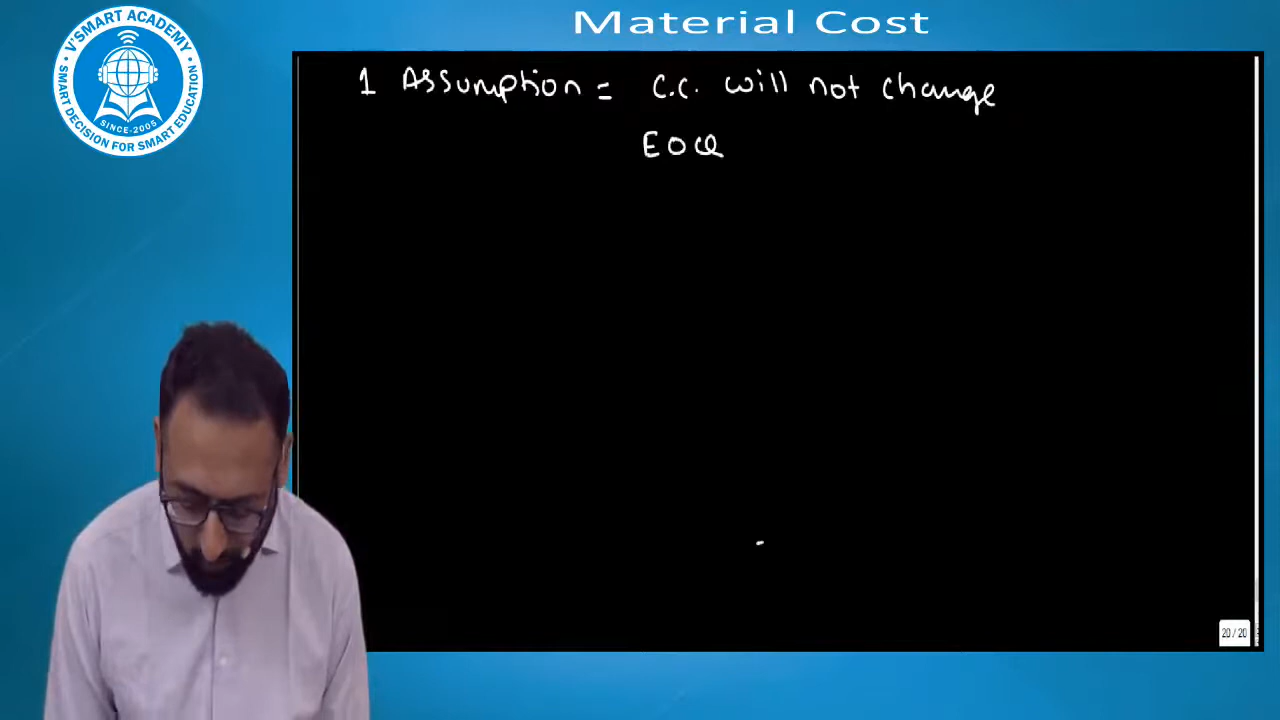 Material Cost
V'SMART ACADEMY
SINCE-2005
SMART DECISION FOR SMART EDUCATION
1 Assumption = C.C. will not change
EOQ
20 / 20